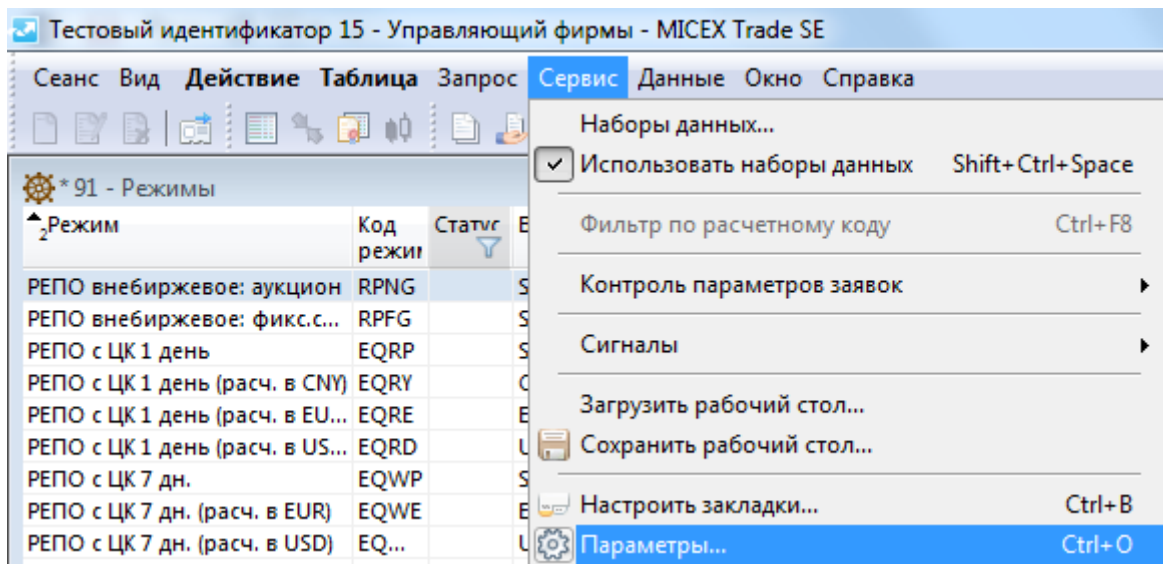 Тестовый идентификатор 15 - Управляющий фирмы - MICEX Trade SE
Сеанс Вид Действие Таблица Запрос Сервис Данные Окно Справка
Наборы данных...
Использовать наборы данных Shift+Ctrl+Space
Фильтр по расчетному коду Ctrl+F8
Контроль параметров заявок
Сигналы
Загрузить рабочий стол...
Сохранить рабочий стол...
Настроить закладки... Ctrl+B
Параметры... Ctrl+O
* 91 - Режимы
2 Режим Код режим Статус
РЕПО внебиржевое: аукцион RPNG S
РЕПО внебиржевое: фикс.с... RPFG S
РЕПО с ЦК 1 день EQRP S
РЕПО с ЦК 1 день (расч. в CNY) EQRY C
РЕПО с ЦК 1 день (расч. в EU... EQRE E
РЕПО с ЦК 1 день (расч. в US... EQRD U
РЕПО с ЦК 7 дн. EQWP S
РЕПО с ЦК 7 дн. (расч. в EUR) EQWE E
РЕПО с ЦК 7 дн. (расч. в USD) EQ... U